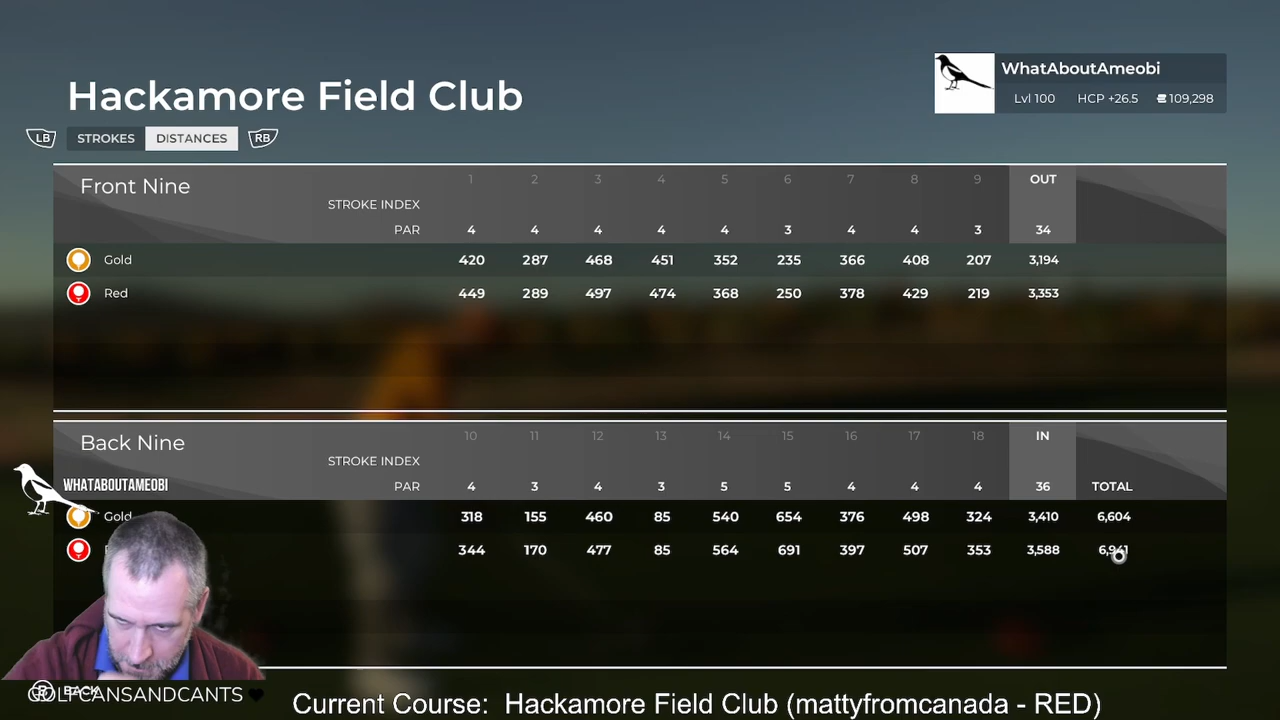 Hackamore Field Club
WhatAboutAmeobi
Lvl 100 HCP +26.5 109,298
LB STROKES DISTANCES RB
Front Nine 1 2 3 4 5 6 7 8 9 OUT
STROKE INDEX
PAR 4 4 4 4 4 3 4 4 3 34
Gold 420 287 468 451 352 235 366 408 207 3,194
Red 449 289 497 474 368 250 378 429 219 3,353
Back Nine 10 11 12 13 14 15 16 17 18 IN
STROKE INDEX
WHATABOUTAMEOBI
PAR 4 3 4 3 5 5 4 4 4 36 TOTAL
Gold 318 155 460 85 540 654 376 498 324 3,410 6,604
344 170 477 85 564 691 397 507 353 3,588 6,941
GOLFCANSANDCANTS
BACK
Current Course: Hackamore Field Club (mattyfromcanada - RED)